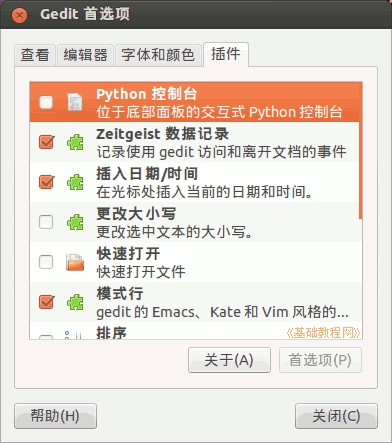 Gedit 首选项
查看 编辑器 字体和颜色 插件
Python 控制台
位于底部面板的交互式 Python 控制台
Zeitgeist 数据记录
记录使用 gedit 访问和离开文档的事件
插入日期/时间
在光标处插入当前的日期和时间。
更改大小写
更改选中文本的大小写。
快速打开
快速打开文件
模式行
gedit 的 Emacs、Kate 和 Vim 风格的...
排序
《基础教程网》
关于(A) 首选项(P)
帮助(H) 关闭(C)